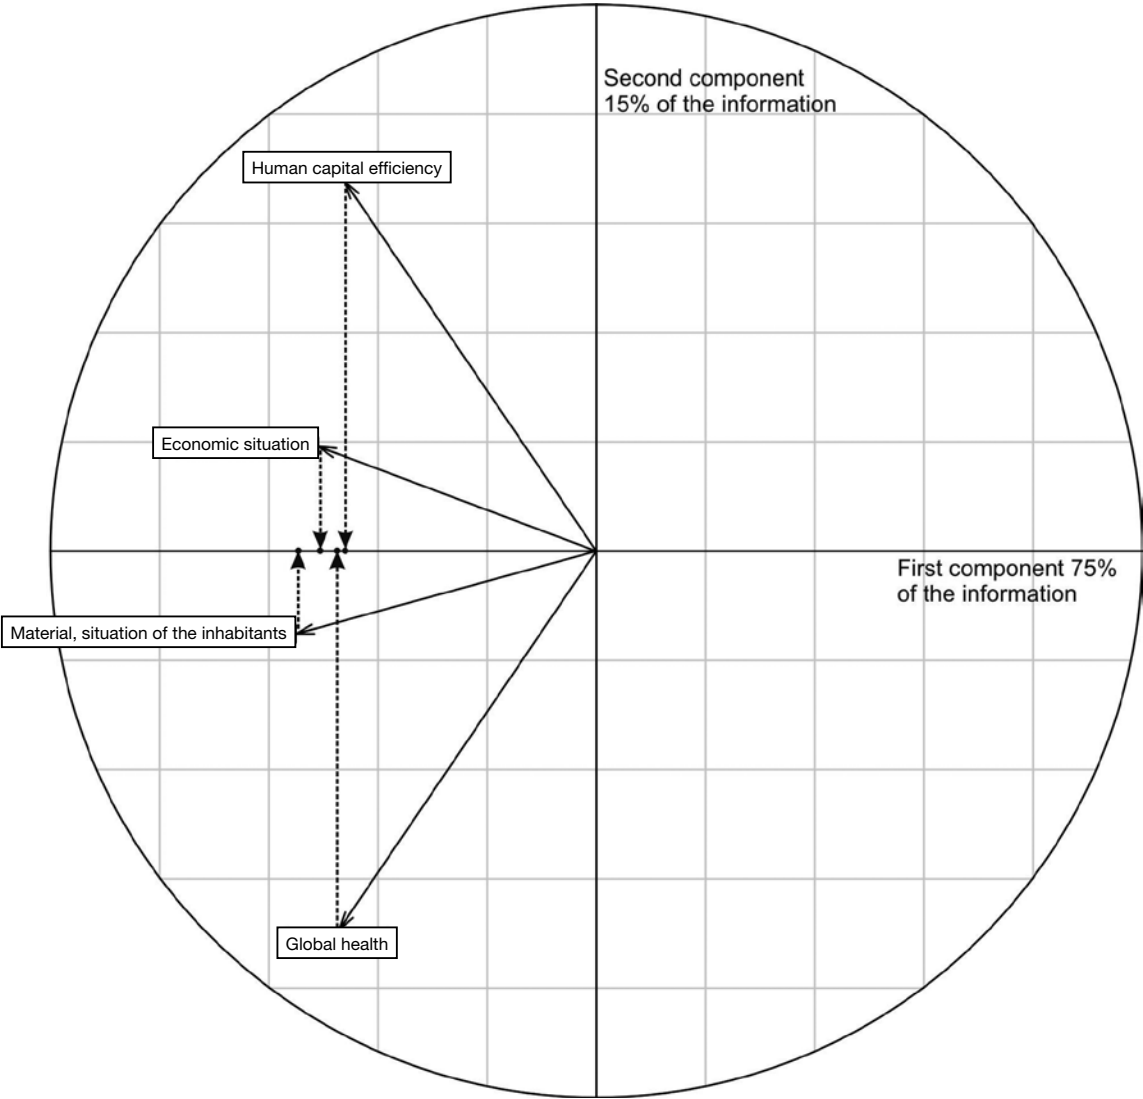 Second component
15% of the information
Human capital efficiency
Economic situation
First component 75%
of the information
Material, situation of the inhabitants
Global health